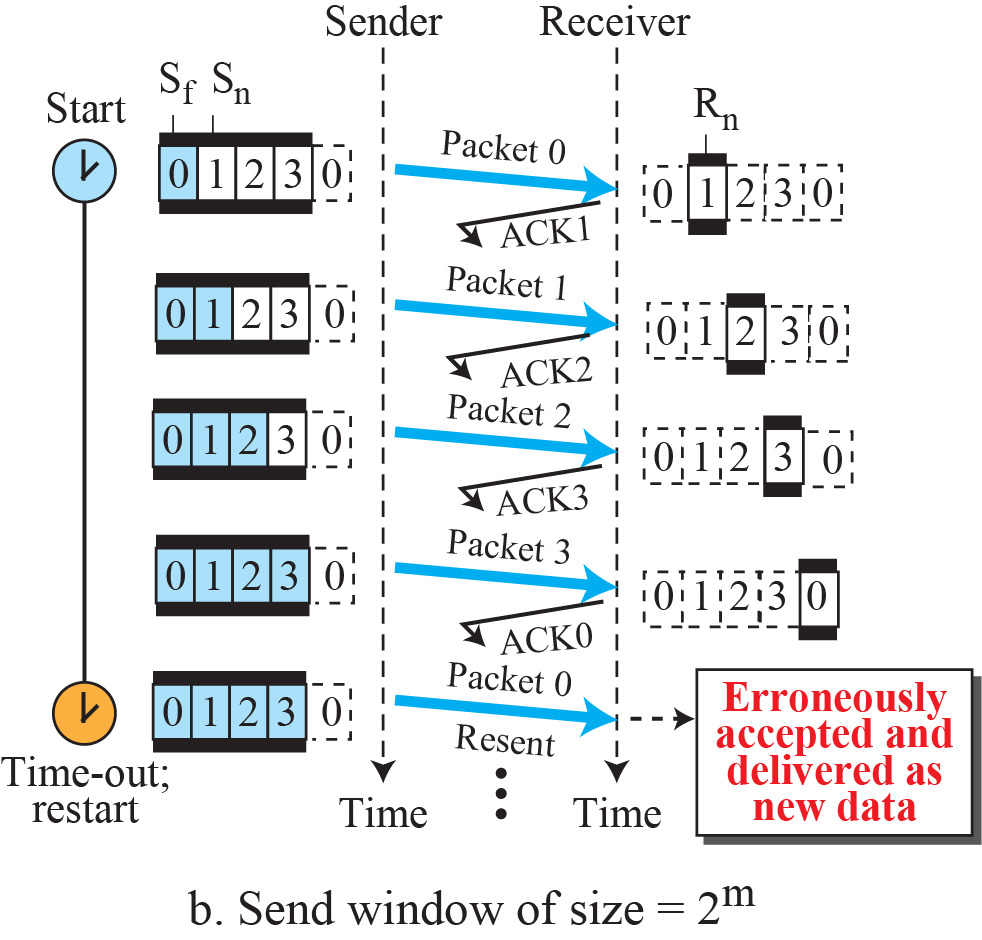 Sender Receiver
Start
Sf Sn
Rn
0 1 2 3 0
Packet 0
0 1 2 3 0
ACK1
0 1 2 3 0
Packet 1
0 1 2 3 0
ACK2
0 1 2 3 0
Packet 2
0 1 2 3 0
ACK3
0 1 2 3 0
Packet 3
0 1 2 3 0
ACK0
0 1 2 3 0
Packet 0
Resent
Erroneously
accepted and
delivered as
new data
Time-out;
restart
Time Time
b. Send window of size = 2^m